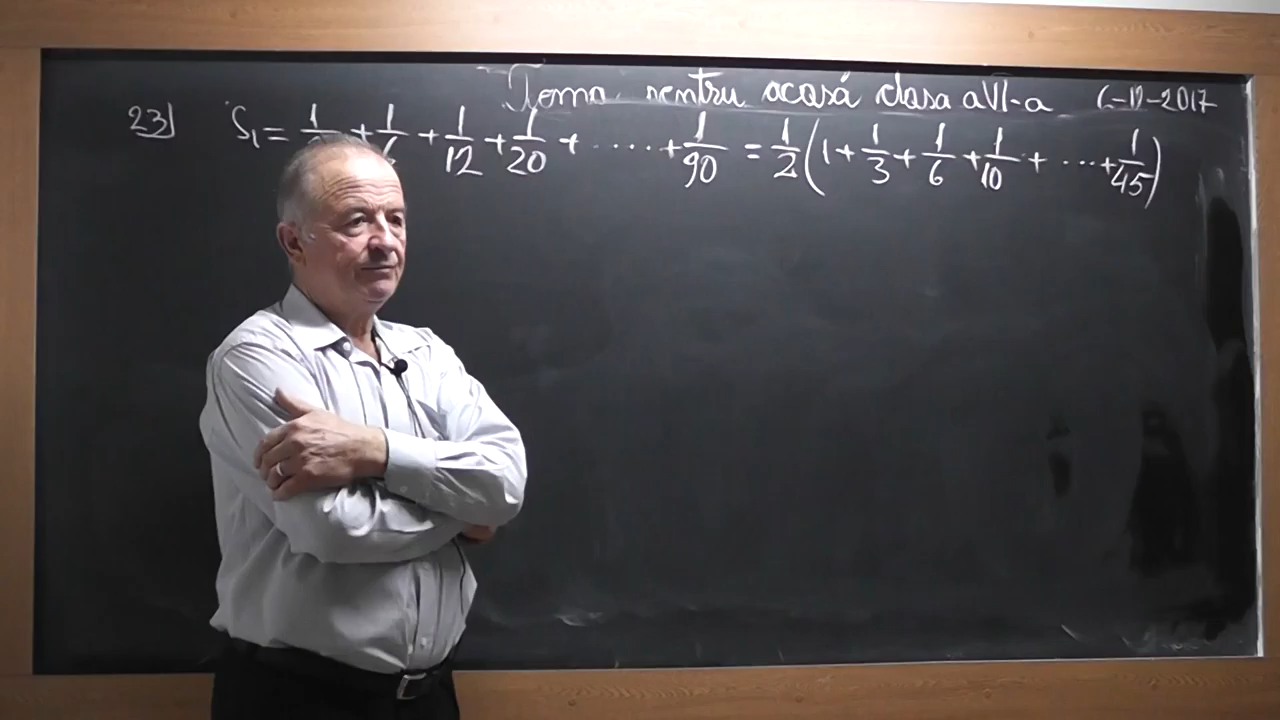 Tema pentru acasă clasa a VI-a 6-12-2017
23) S₁ = 1/ + 1/6 + 1/12 + 1/20 + ..... + 1/90 = 1/2 (1 + 1/3 + 1/6 + 1/10 + .... + 1/45)